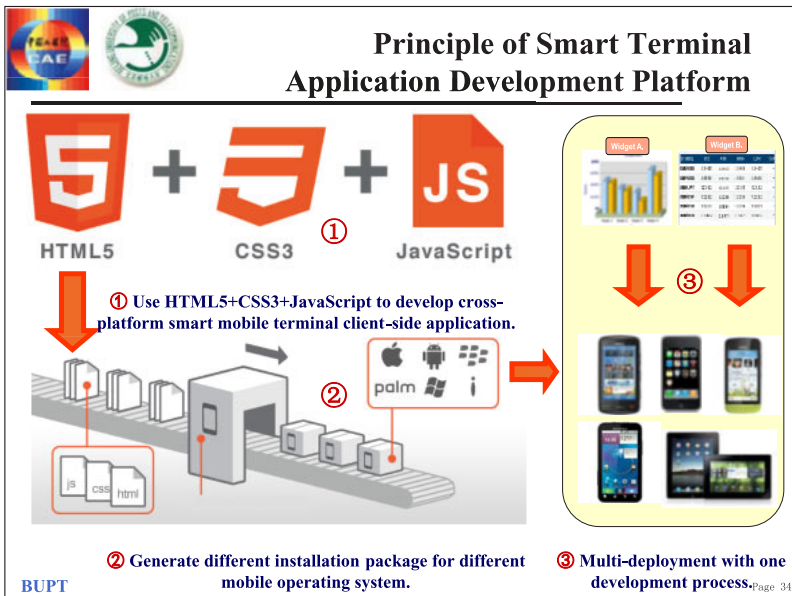 CAE
Principle of Smart Terminal
Application Development Platform
HTML5
CSS3
JS
JavaScript
①
① Use HTML5+CSS3+JavaScript to develop cross-
platform smart mobile terminal client-side application.
②
palm
js
css
html
Widget A.
Widget B.
③
② Generate different installation package for different
mobile operating system.
③ Multi-deployment with one
development process.
BUPT
Page 34